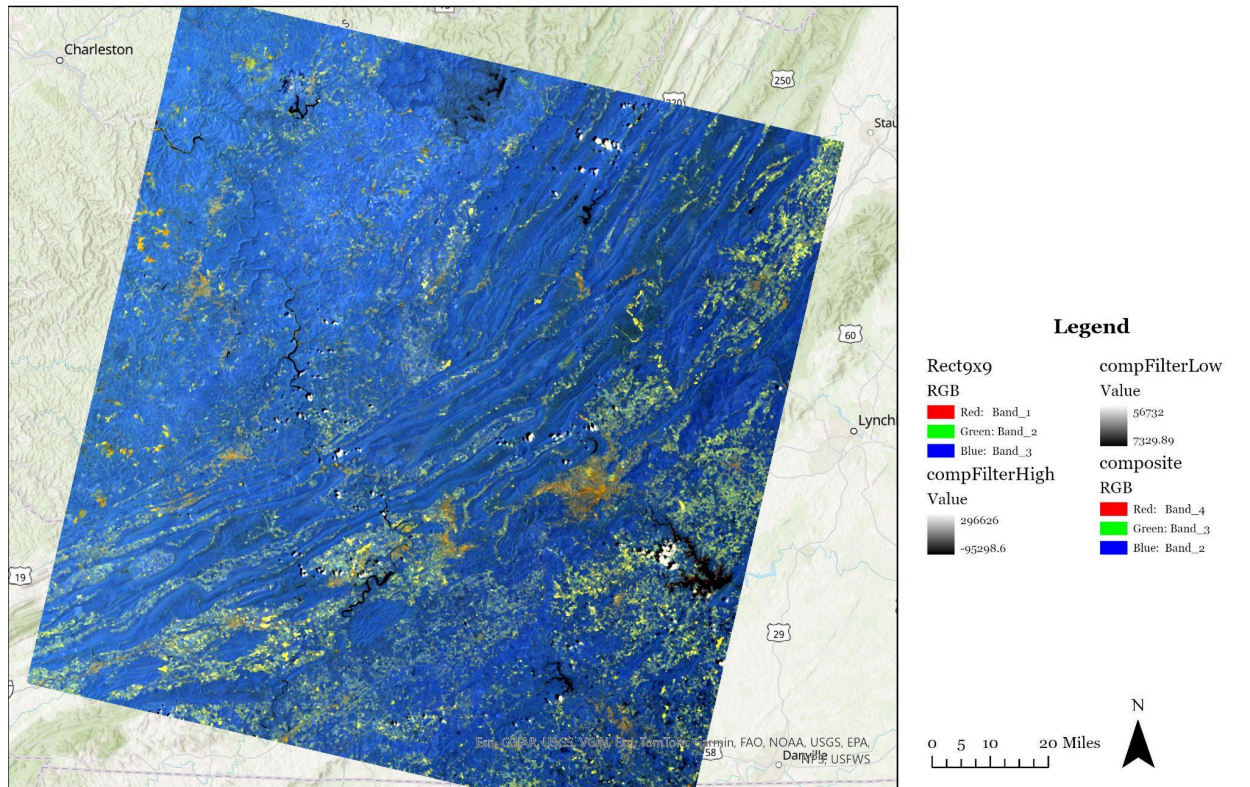 Charleston
S
250
220
Stau
60
Lynchl
19
29
Esri, CGIAR, USGS, VGIN, Esri, TomTom, Garmin, FAO, NOAA, USGS, EPA,
NPS, USFWS
58
Danville
Legend
Rect9x9
RGB
Red: Band_1
Green: Band_2
Blue: Band_3
compFilterHigh
Value
296626
-95298.6
compFilterLow
Value
56732
7329.89
composite
RGB
Red: Band_4
Green: Band_3
Blue: Band_2
N
0 5 10 20 Miles